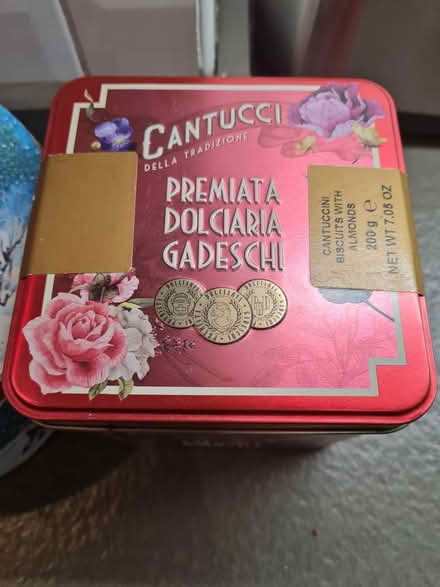 CANTUCCI
DELLA TRADIZIONE
PREMIATA
DOLCIARIA
GADESCHI
CANTUCCINI
BISCUITS WITH
ALMONDS
200 g e
NET WT 7.05 OZ